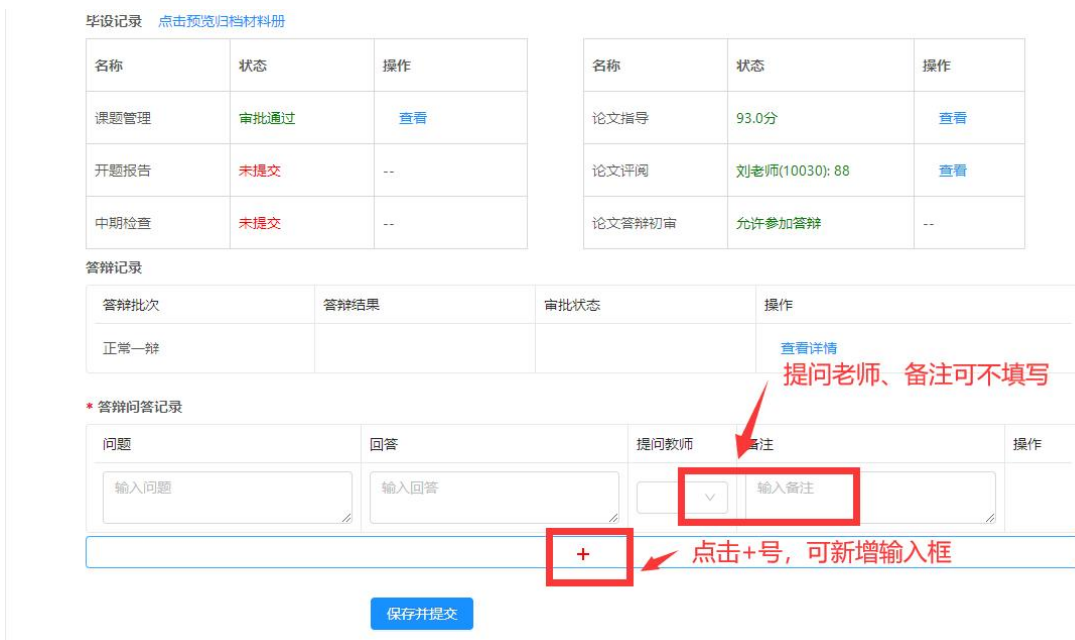 毕设记录 点击预览归档材料册
名称 状态 操作 名称 状态 操作
课题管理 审批通过 查看 论文指导 93.0分 查看
开题报告 未提交 -- 论文评阅 刘老师(10030): 88 查看
中期检查 未提交 -- 论文答辩初审 允许参加答辩 --
答辩记录
答辩批次 答辩结果 审批状态 操作
正常一辩 查看详情
提问老师、备注可不填写
* 答辩问答记录
问题 回答 提问教师 备注 操作
输入问题 输入回答 输入备注
+ 点击+号，可新增输入框
保存并提交